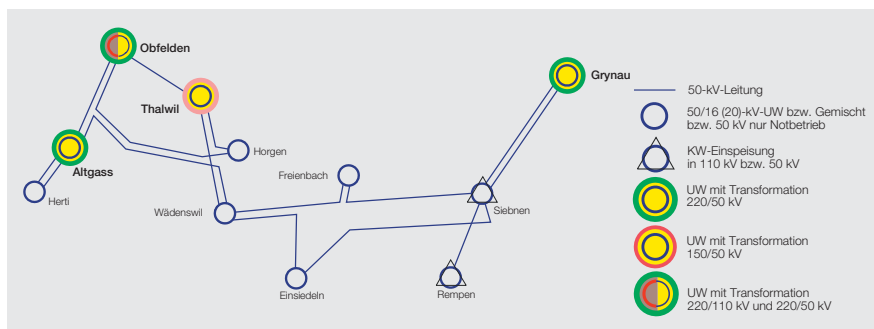 Obfelden
Thalwil
Grynau
Horgen
Altgass
Herti
Freienbach
Wädenswil
Siebnen
Einsiedeln
Rempen
50-kV-Leitung
50/16 (20)-kV-UW bzw. Gemischt
bzw. 50 kV nur Notbetrieb
KW-Einspeisung
in 110 kV bzw. 50 kV
UW mit Transformation
220/50 kV
UW mit Transformation
150/50 kV
UW mit Transformation
220/110 kV und 220/50 kV